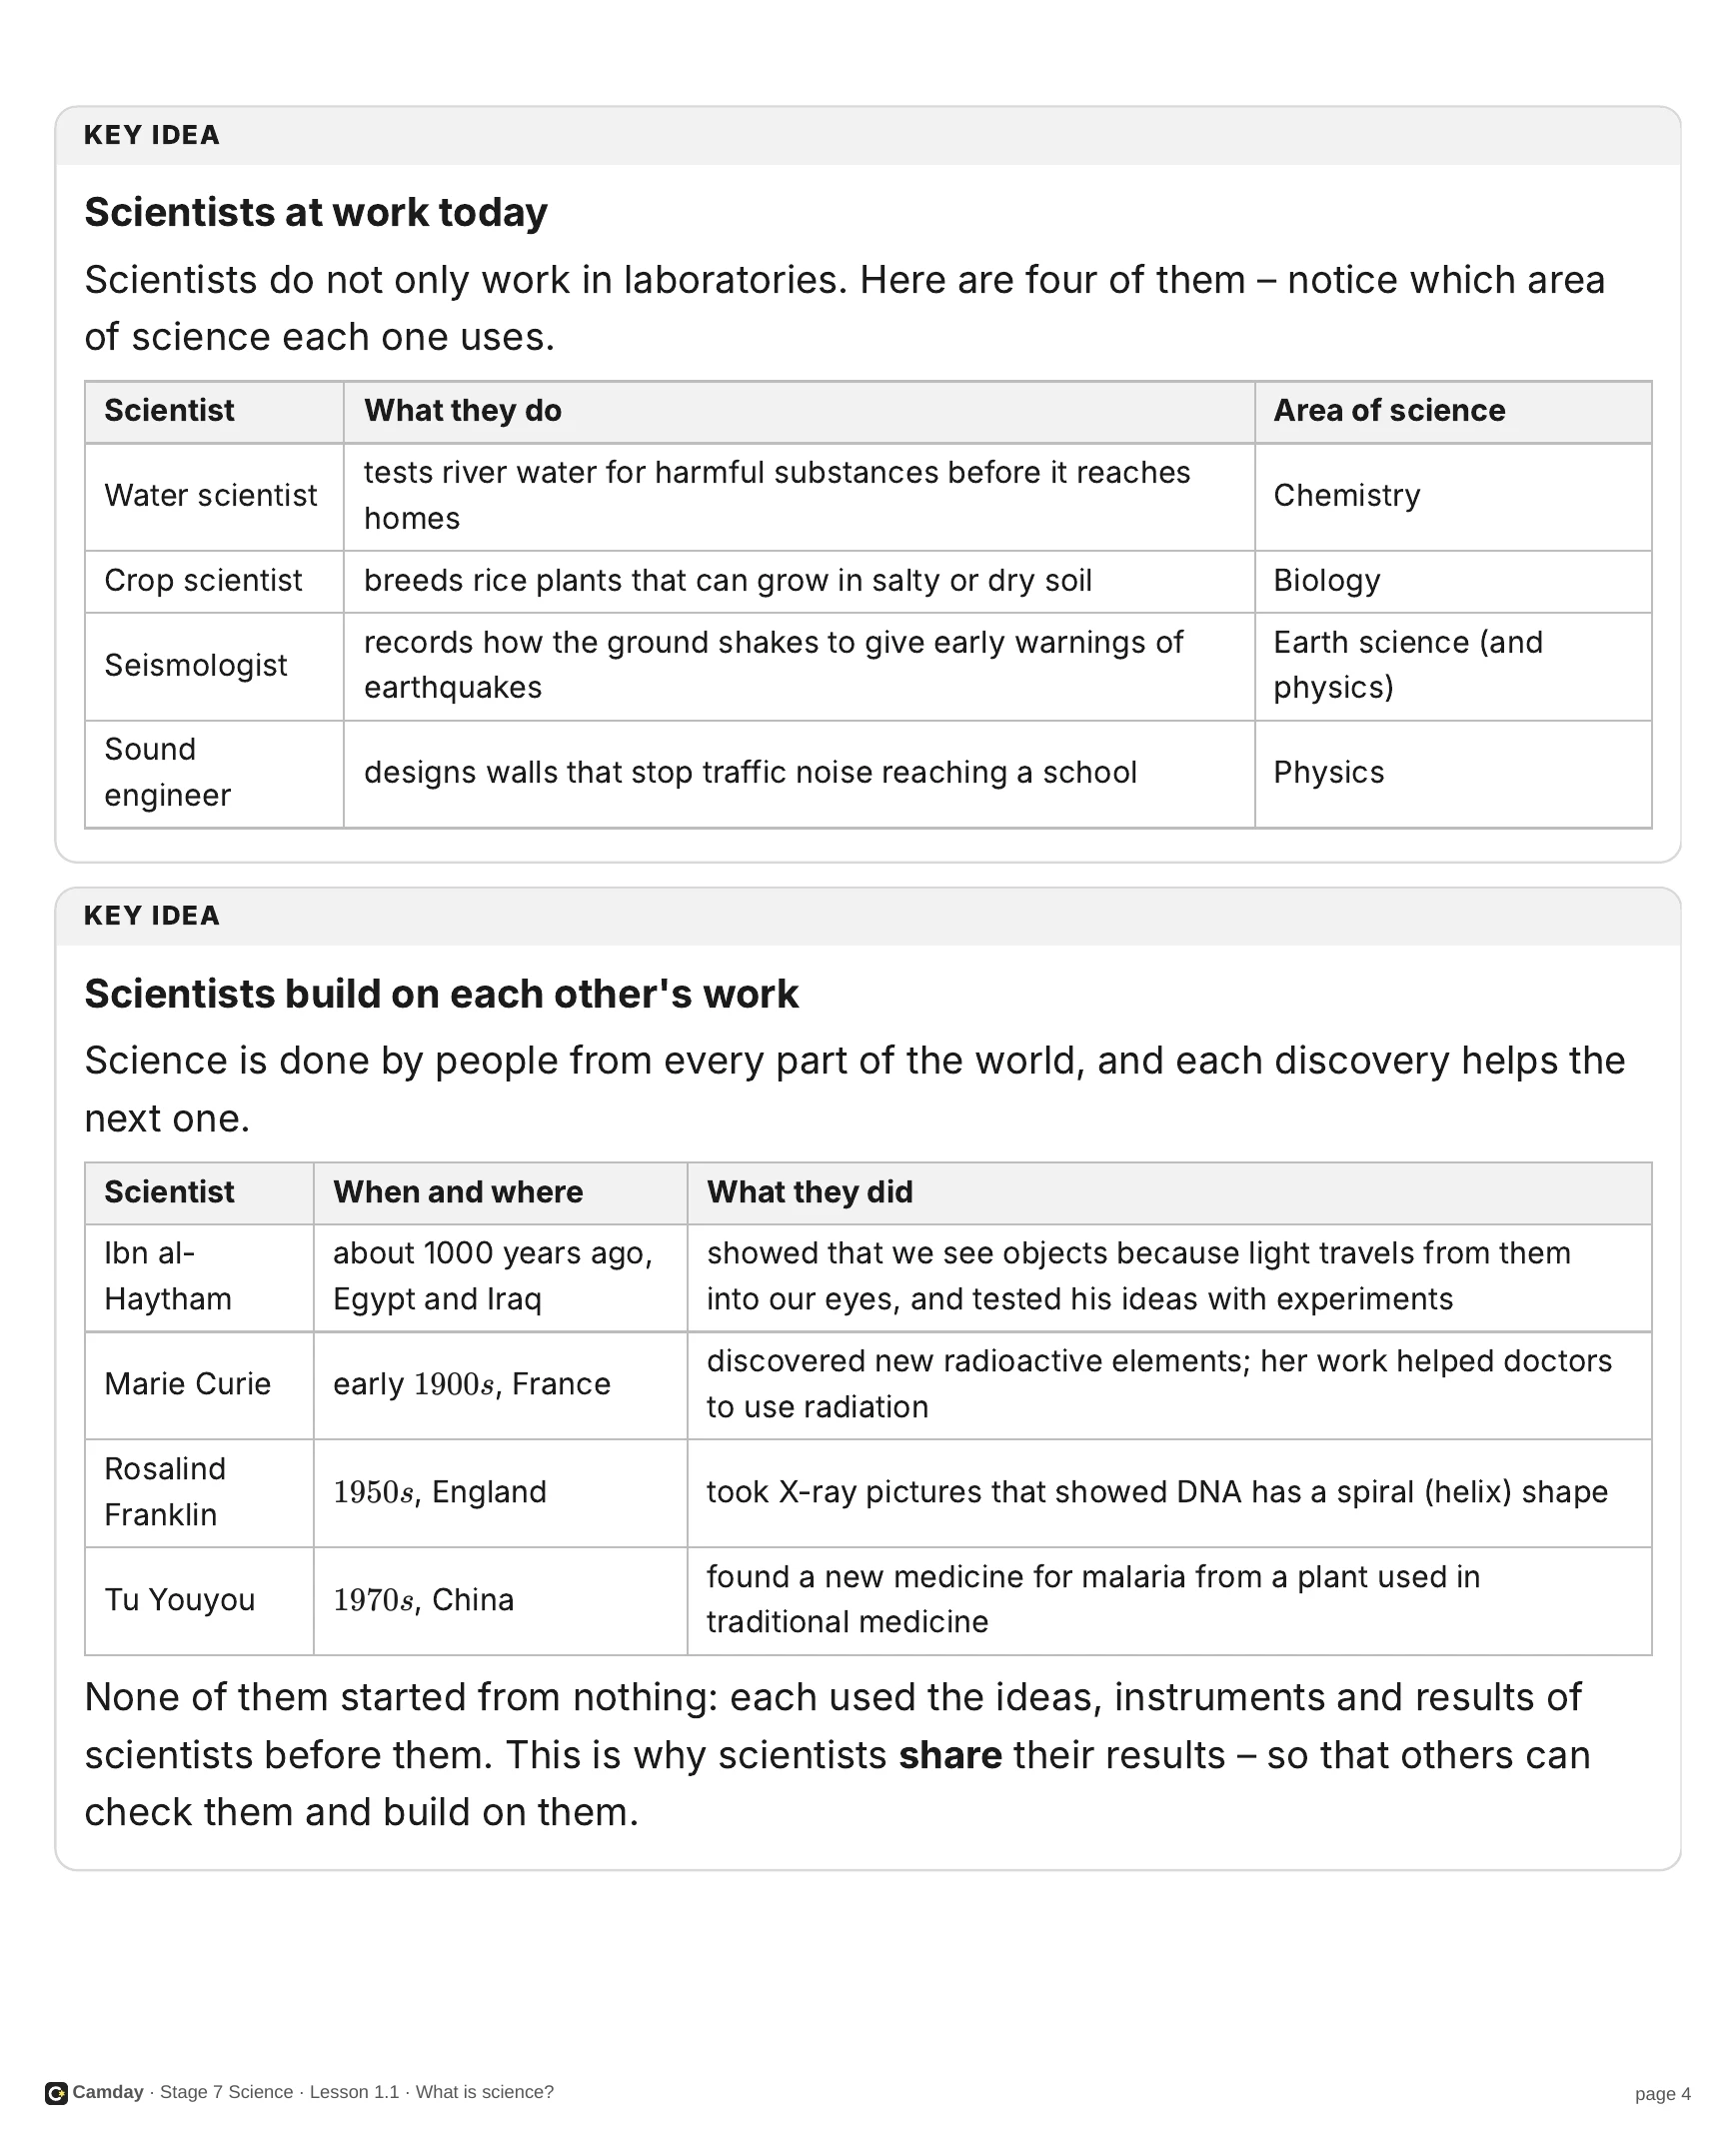 KEY IDEA
Scientists at work today
Scientists do not only work in laboratories. Here are four of them – notice which area
of science each one uses.
Scientist What they do Area of science
Water scientist tests river water for harmful substances before it reaches
homes Chemistry
Crop scientist breeds rice plants that can grow in salty or dry soil Biology
Seismologist records how the ground shakes to give early warnings of
earthquakes Earth science (and
physics)
Sound
engineer designs walls that stop traffic noise reaching a school Physics
KEY IDEA
Scientists build on each other's work
Science is done by people from every part of the world, and each discovery helps the
next one.
Scientist When and where What they did
Ibn al-
Haytham about 1000 years ago,
Egypt and Iraq showed that we see objects because light travels from them
into our eyes, and tested his ideas with experiments
Marie Curie early 1900s, France discovered new radioactive elements; her work helped doctors
to use radiation
Rosalind
Franklin 1950s, England took X-ray pictures that showed DNA has a spiral (helix) shape
Tu Youyou 1970s, China found a new medicine for malaria from a plant used in
traditional medicine
None of them started from nothing: each used the ideas, instruments and results of
scientists before them. This is why scientists share their results – so that others can
check them and build on them.
Camday · Stage 7 Science · Lesson 1.1 · What is science? page 4